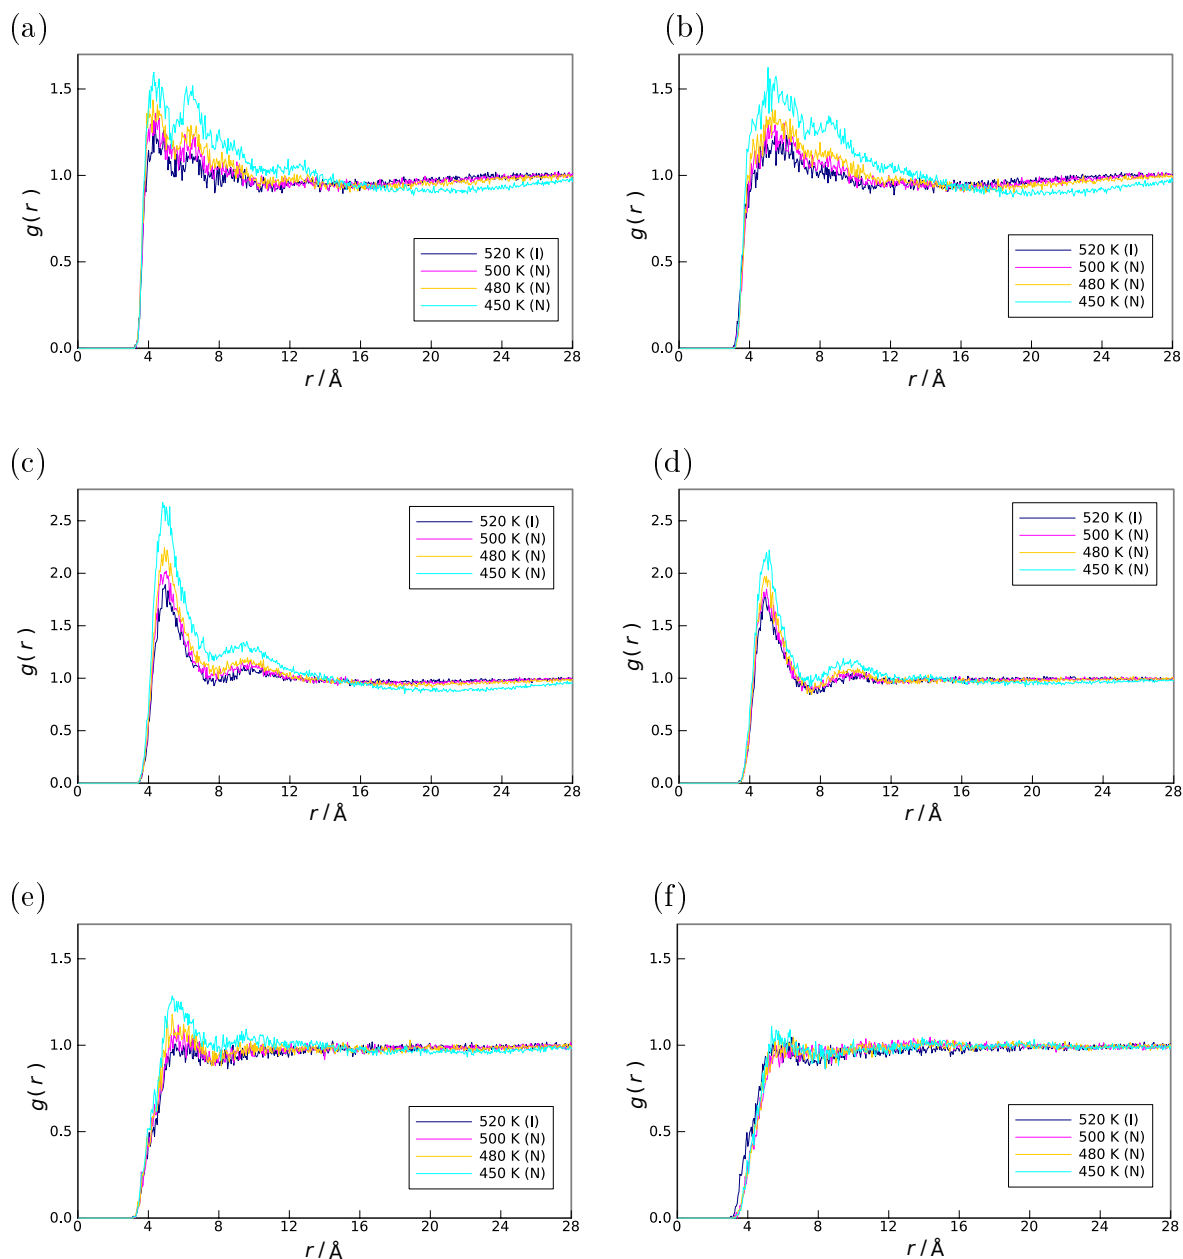 (a)
1.5
1.0
0.5
0.0
g(r)
520 K (I)
500 K (N)
480 K (N)
450 K (N)
0 4 8 12 16 20 24 28
r / Å
(b)
1.5
1.0
0.5
0.0
g(r)
520 K (I)
500 K (N)
480 K (N)
450 K (N)
0 4 8 12 16 20 24 28
r / Å
(c)
2.5
2.0
1.5
1.0
0.5
0.0
g(r)
520 K (I)
500 K (N)
480 K (N)
450 K (N)
0 4 8 12 16 20 24 28
r / Å
(d)
2.5
2.0
1.5
1.0
0.5
0.0
g(r)
520 K (I)
500 K (N)
480 K (N)
450 K (N)
0 4 8 12 16 20 24 28
r / Å
(e)
1.5
1.0
0.5
0.0
g(r)
520 K (I)
500 K (N)
480 K (N)
450 K (N)
0 4 8 12 16 20 24 28
r / Å
(f)
1.5
1.0
0.5
0.0
g(r)
520 K (I)
500 K (N)
480 K (N)
450 K (N)
0 4 8 12 16 20 24 28
r / Å